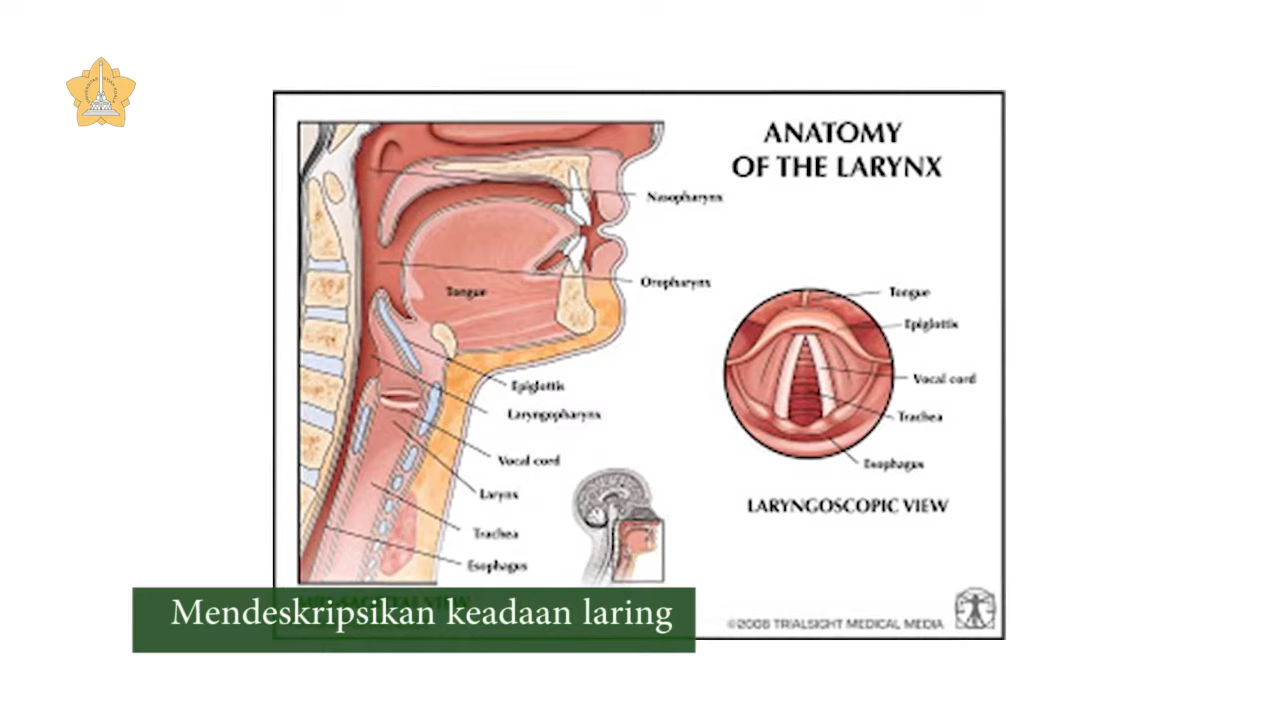 ANATOMY
OF THE LARYNX
Nasopharynx
Oropharynx
Tongue
Epiglottis
Laryngopharynx
Vocal cord
Larynx
Trachea
Esophagus
Tongue
Epiglottis
Vocal cord
Trachea
Esophagus
LARYNGOSCOPIC VIEW
Mendeskripsikan keadaan laring
©2008 TRIALSIGHT MEDICAL MEDIA